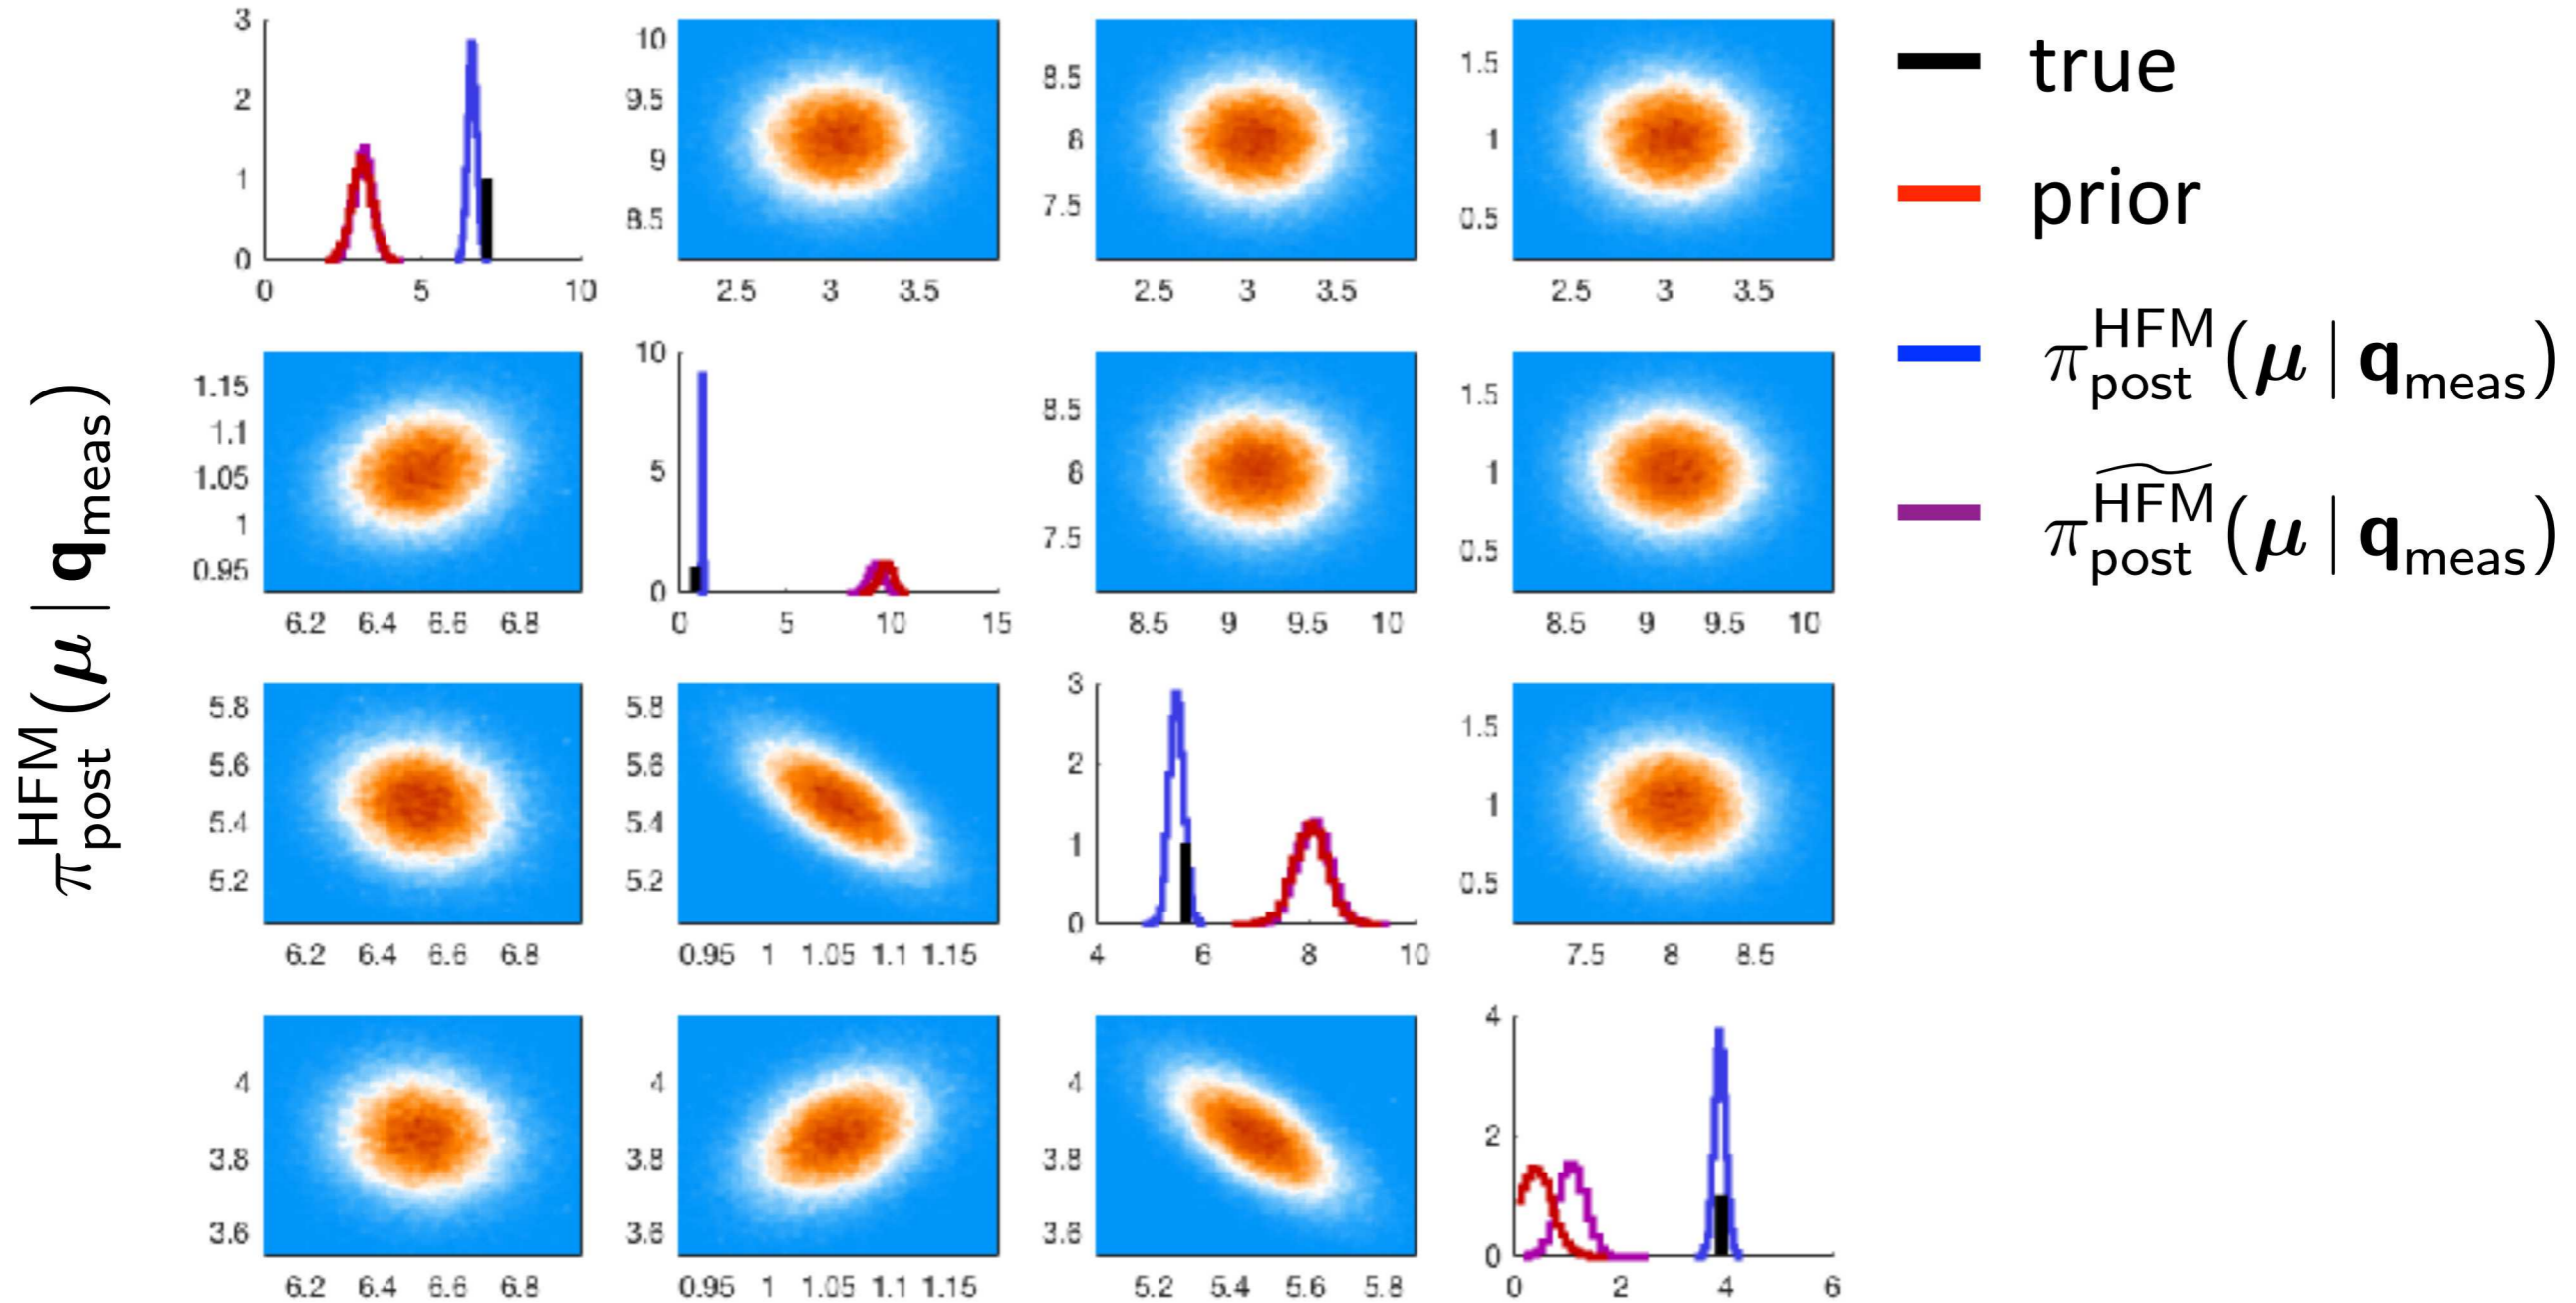 π_post^HFM(μ | q_meas)
3
2
1
0
0 5 10
10
9.5
9
8.5
2.5 3 3.5
8.5
8
7.5
2.5 3 3.5
1.5
1
0.5
2.5 3 3.5
true
prior
π_post^HFM(μ | q_meas)
π_post^H͠F͠M͠(μ | q_meas)
1.15
1.1
1.05
1
0.95
6.2 6.4 6.6 6.8
10
5
0
0 5 10 15
8.5
8
7.5
8.5 9 9.5 10
1.5
1
0.5
8.5 9 9.5 10
5.8
5.6
5.4
5.2
6.2 6.4 6.6 6.8
5.8
5.6
5.4
5.2
0.95 1 1.05 1.1 1.15
3
2
1
0
4 6 8 10
1.5
1
0.5
7.5 8 8.5
4
3.8
3.6
6.2 6.4 6.6 6.8
4
3.8
3.6
0.95 1 1.05 1.1 1.15
4
3.8
3.6
5.2 5.4 5.6 5.8
4
2
0
0 2 4 6